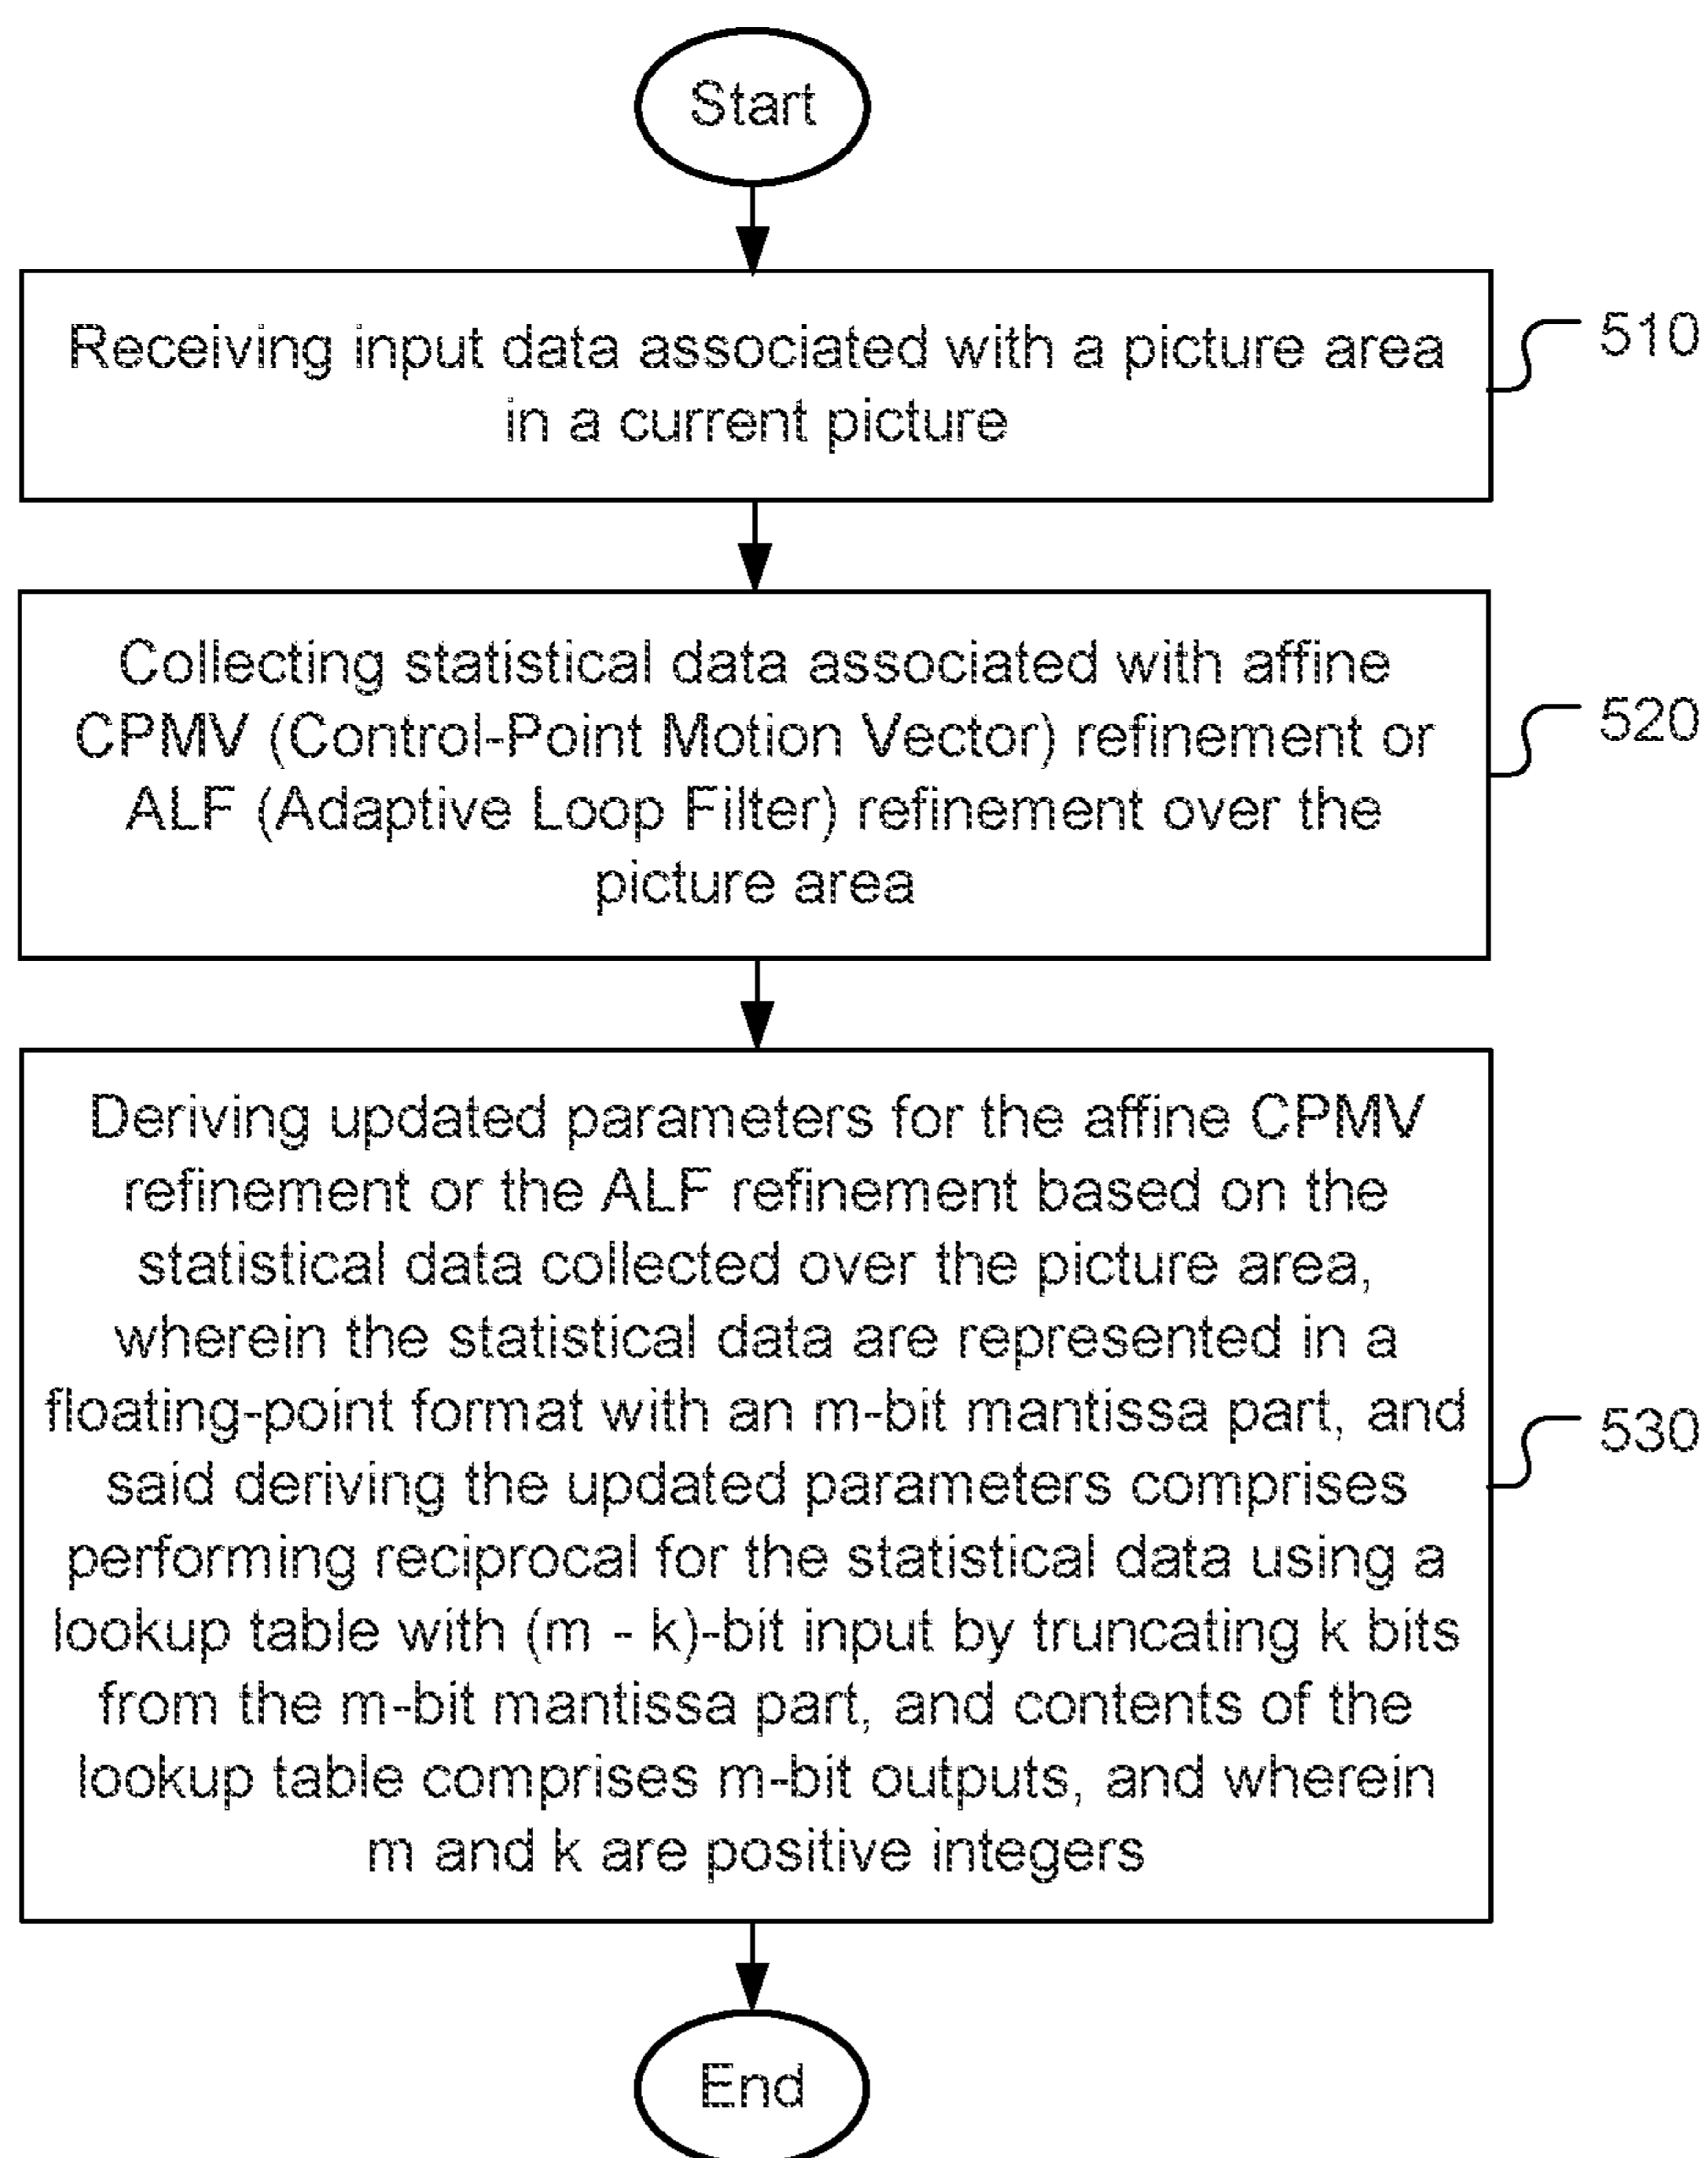 Start
Receiving input data associated with a picture area
in a current picture
510
Collecting statistical data associated with affine
CPMV (Control-Point Motion Vector) refinement or
ALF (Adaptive Loop Filter) refinement over the
picture area
520
Deriving updated parameters for the affine CPMV
refinement or the ALF refinement based on the
statistical data collected over the picture area,
wherein the statistical data are represented in a
floating-point format with an m-bit mantissa part, and
said deriving the updated parameters comprises
performing reciprocal for the statistical data using a
lookup table with (m - k)-bit input by truncating k bits
from the m-bit mantissa part, and contents of the
lookup table comprises m-bit outputs, and wherein
m and k are positive integers
530
End